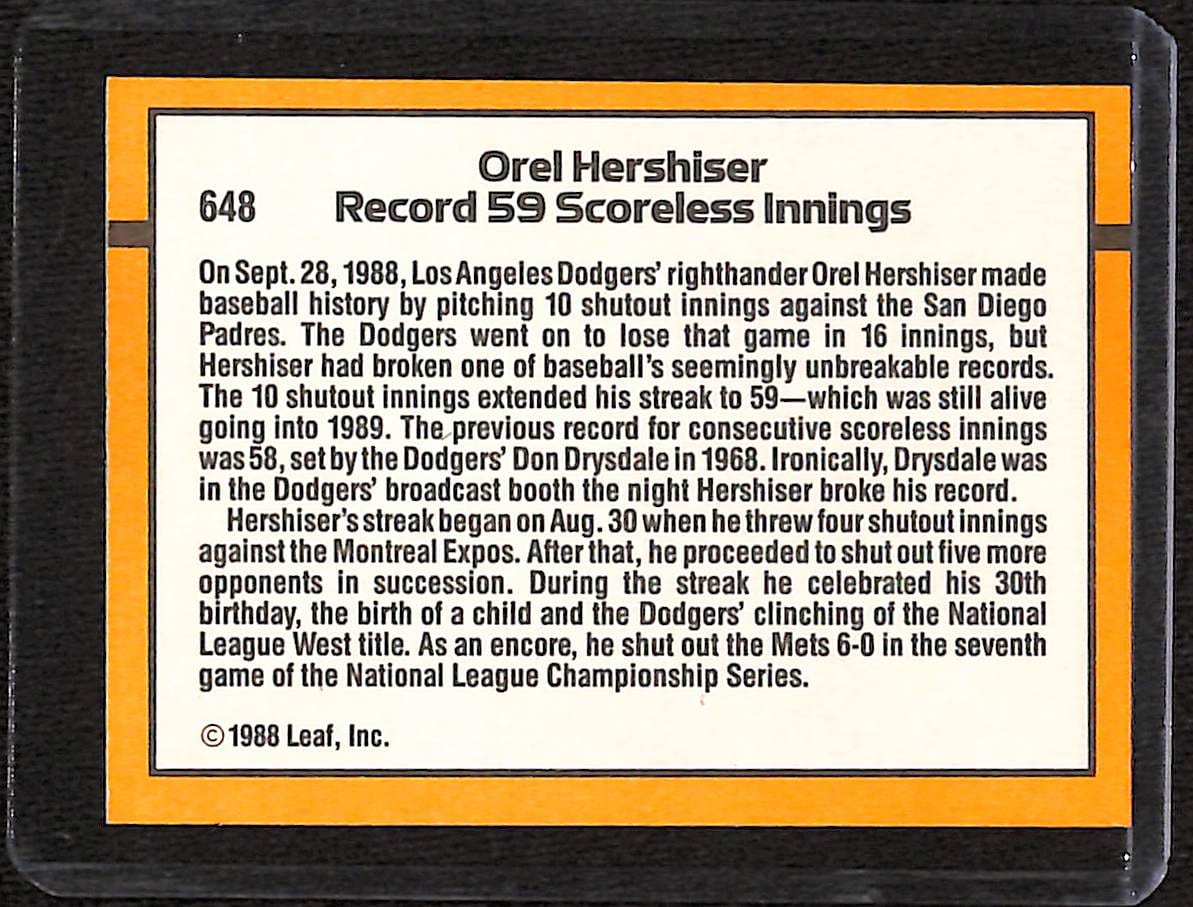 Orel Hershiser
648 Record 59 Scoreless Innings
On Sept. 28, 1988, Los Angeles Dodgers' righthander Orel Hershiser made
baseball history by pitching 10 shutout innings against the San Diego
Padres. The Dodgers went on to lose that game in 16 innings, but
Hershiser had broken one of baseball's seemingly unbreakable records.
The 10 shutout innings extended his streak to 59—which was still alive
going into 1989. The previous record for consecutive scoreless innings
was 58, set by the Dodgers' Don Drysdale in 1968. Ironically, Drysdale was
in the Dodgers' broadcast booth the night Hershiser broke his record.
Hershiser's streak began on Aug. 30 when he threw four shutout innings
against the Montreal Expos. After that, he proceeded to shut out five more
opponents in succession. During the streak he celebrated his 30th
birthday, the birth of a child and the Dodgers' clinching of the National
League West title. As an encore, he shut out the Mets 6-0 in the seventh
game of the National League Championship Series.
©1988 Leaf, Inc.